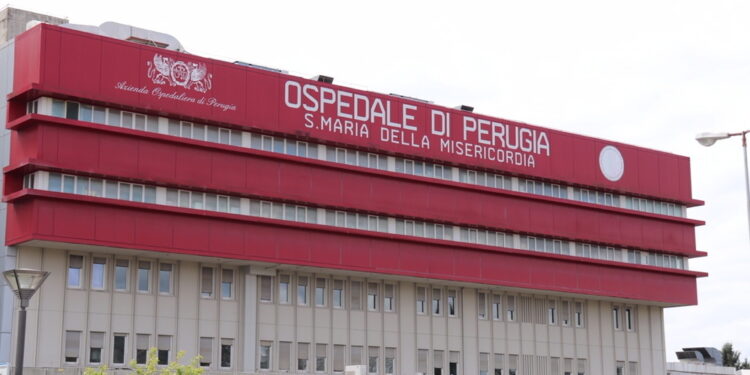 Azienda Ospedaliera di Perugia
OSPEDALE DI PERUGIA
S.MARIA DELLA MISERICORDIA